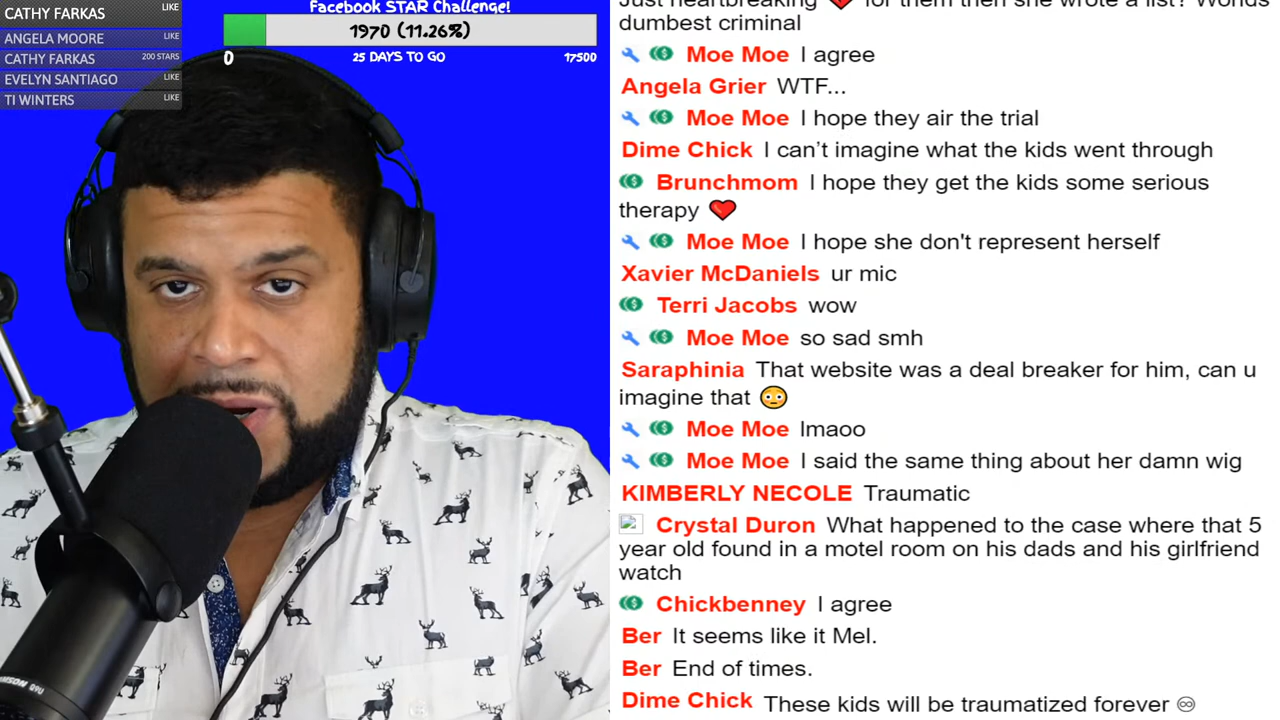 CATHY FARKAS LIKE
ANGELA MOORE LIKE
CATHY FARKAS 200 STARS
EVELYN SANTIAGO LIKE
TI WINTERS LIKE
Facebook STAR Challenge!
1970 (11.26%)
0 25 DAYS TO GO 17500
Just heartbreaking ❤ for them then she wrote a list? Worlds
dumbest criminal
Moe Moe I agree
Angela Grier WTF...
Moe Moe I hope they air the trial
Dime Chick I can’t imagine what the kids went through
Brunchmom I hope they get the kids some serious
therapy ❤
Moe Moe I hope she don't represent herself
Xavier McDaniels ur mic
Terri Jacobs wow
Moe Moe so sad smh
Saraphinia That website was a deal breaker for him, can u
imagine that 😳
Moe Moe lmaoo
Moe Moe I said the same thing about her damn wig
KIMBERLY NECOLE Traumatic
Crystal Duron What happened to the case where that 5
year old found in a motel room on his dads and his girlfriend
watch
Chickbenney I agree
Ber It seems like it Mel.
Ber End of times.
Dime Chick These kids will be traumatized forever ♾